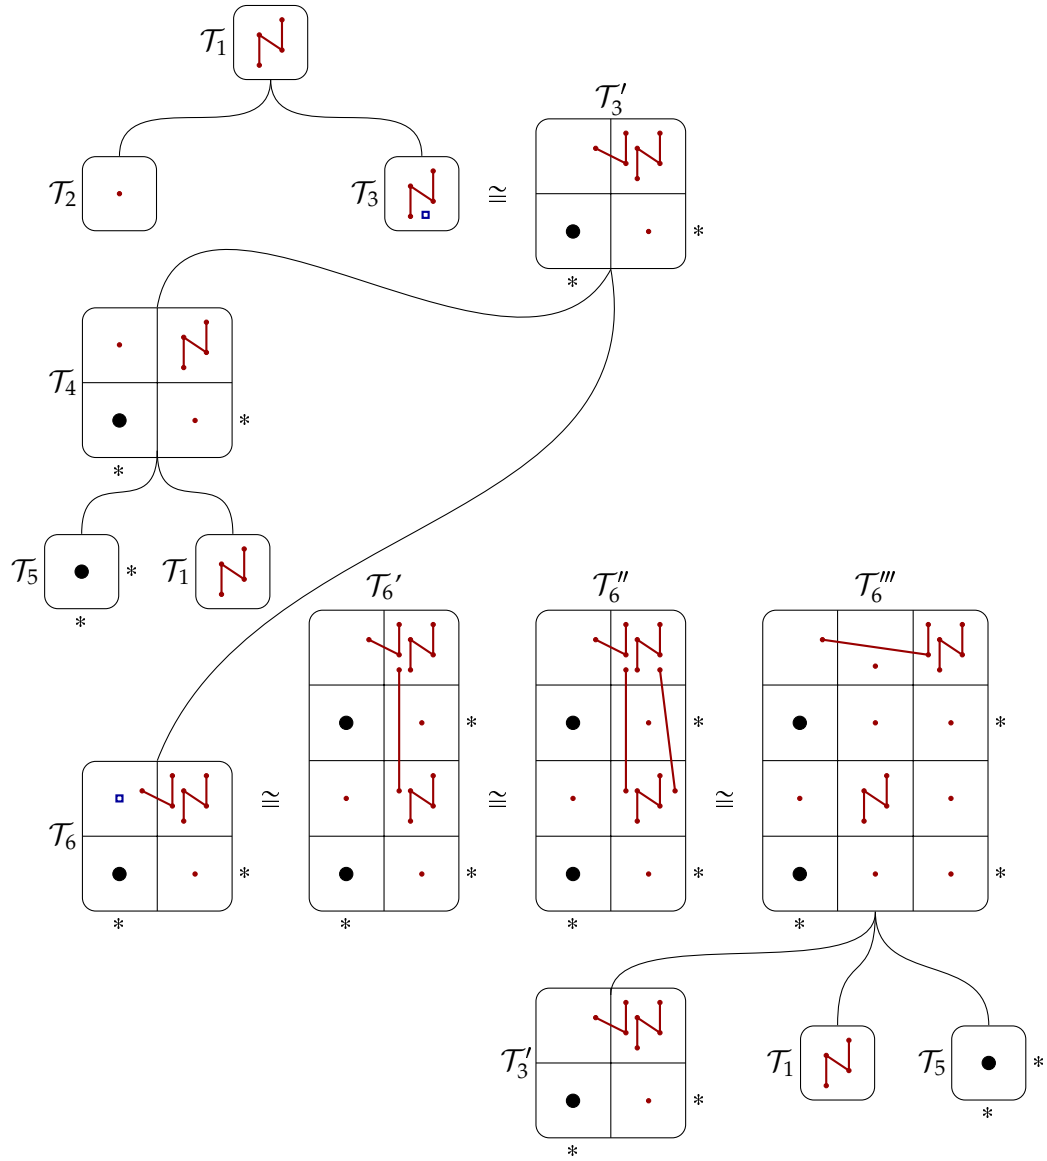 𝒯₁
𝒯₃′
𝒯₂
𝒯₃
≅
*
*
𝒯₄
*
*
𝒯₅
*
𝒯₁
*
𝒯₆′
𝒯₆″
𝒯₆‴
*
*
*
≅
≅
≅
𝒯₆
*
*
*
*
*
*
*
*
𝒯₃′
𝒯₁
𝒯₅
*
*
*
*